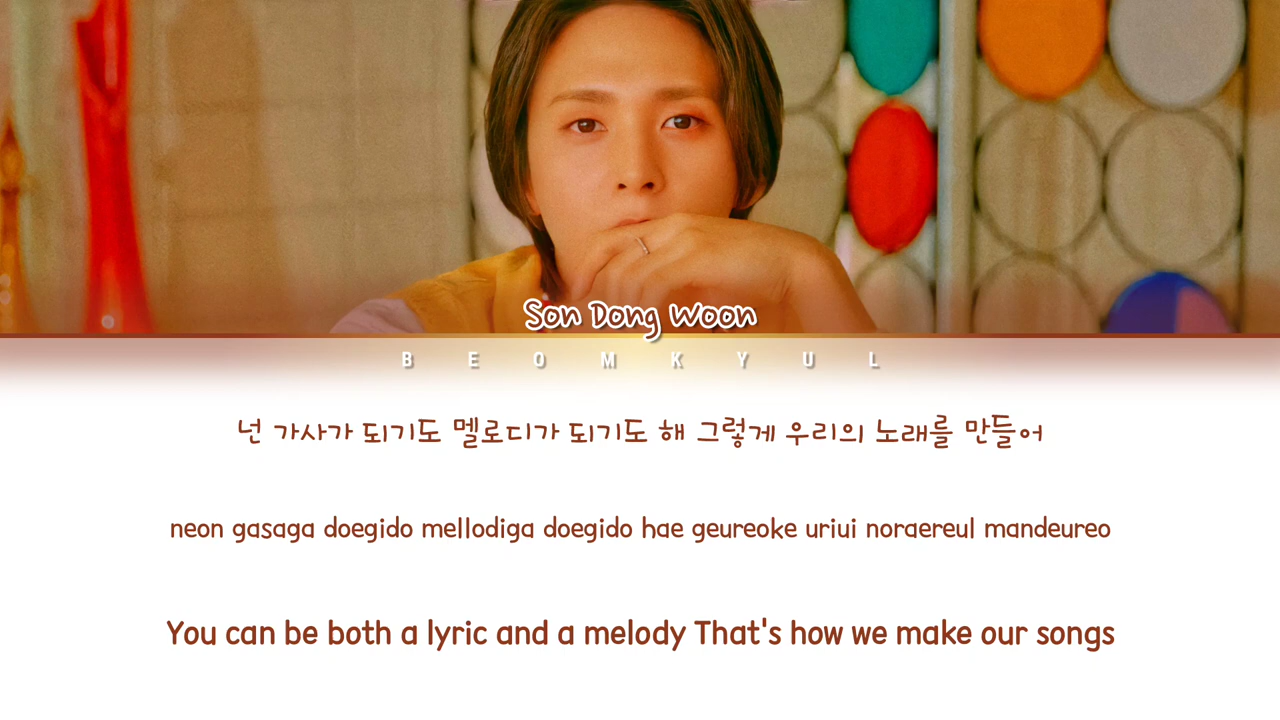 Son Dong Woon
BEOMKYUL
넌 가사가 되기도 멜로디가 되기도 해 그렇게 우리의 노래를 만들어
neon gasaga doegido mellodiga doegido hae geureoke uriui noraereul mandeureo
You can be both a lyric and a melody That's how we make our songs